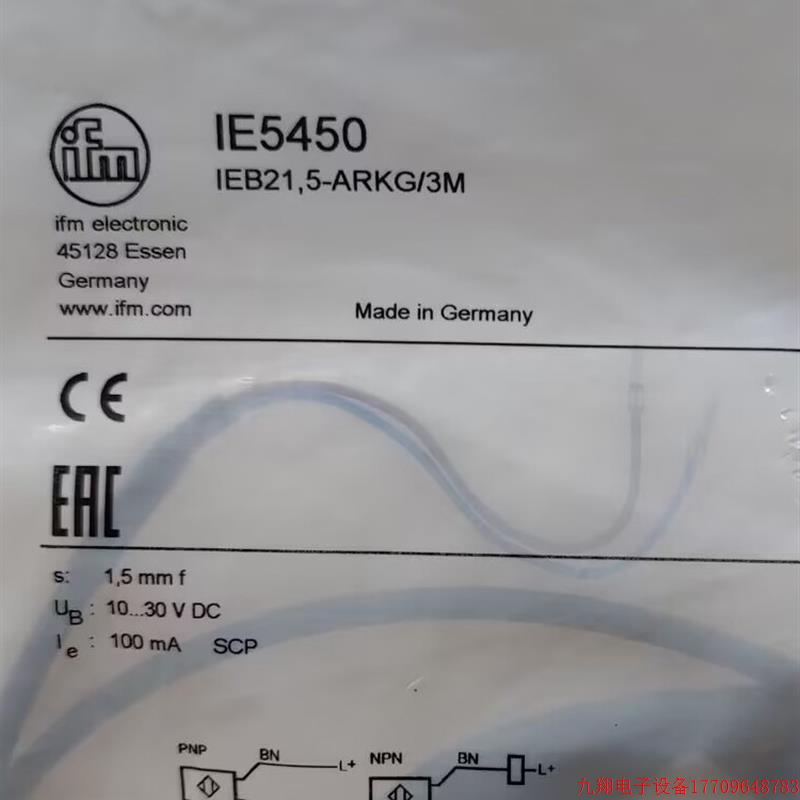 ifm
IE5450
IEB21,5-ARKG/3M
ifm electronic
45128 Essen
Germany
www.ifm.com
Made in Germany
CE
EAC
s: 1,5 mm f
UB : 10...30 V DC
Ie : 100 mA SCP
PNP BN L+ NPN BN L+
九翔电子设备17709648783